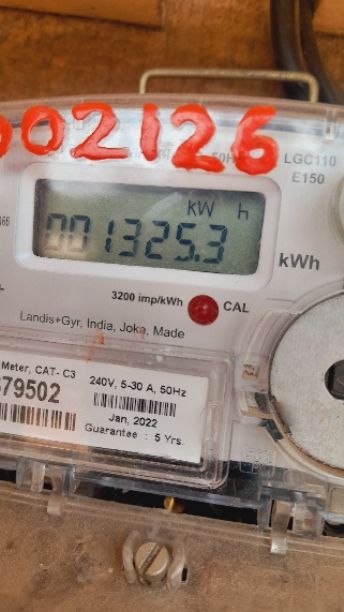 002126
50H
LGC110
E150
kW h
001325.3
kWh
3200 imp/kWh
CAL
Landis+Gyr, India, Joka, Made
Meter, CAT- C3
579502
240V, 5-30 A, 50Hz
Jan, 2022
Guarantee : 5 Yrs.